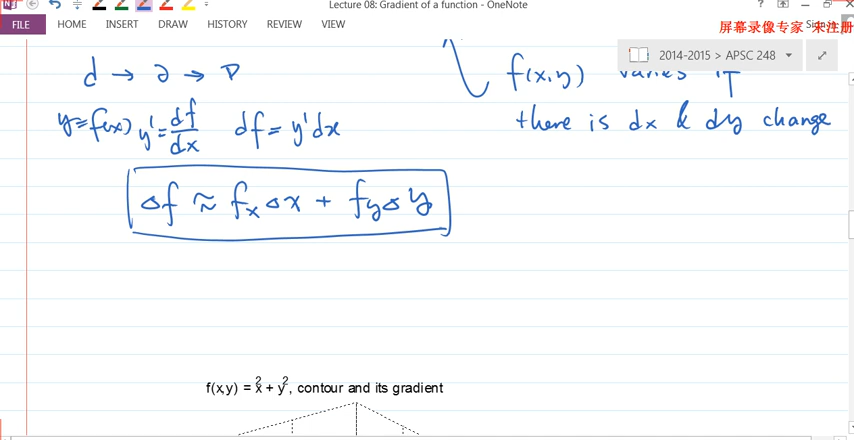 Lecture 08: Gradient of a function - OneNote
FILE HOME INSERT DRAW HISTORY REVIEW VIEW
屏幕录像专家 未注册
2014-2015 > APSC 248
d → ∂ → ∇
f(x,y) varies if
y=f(x) y'=df/dx df=y'dx
there is dx & dy change
Δf ≈ fxΔx + fyΔy
f(x,y) = x² + y², contour and its gradient